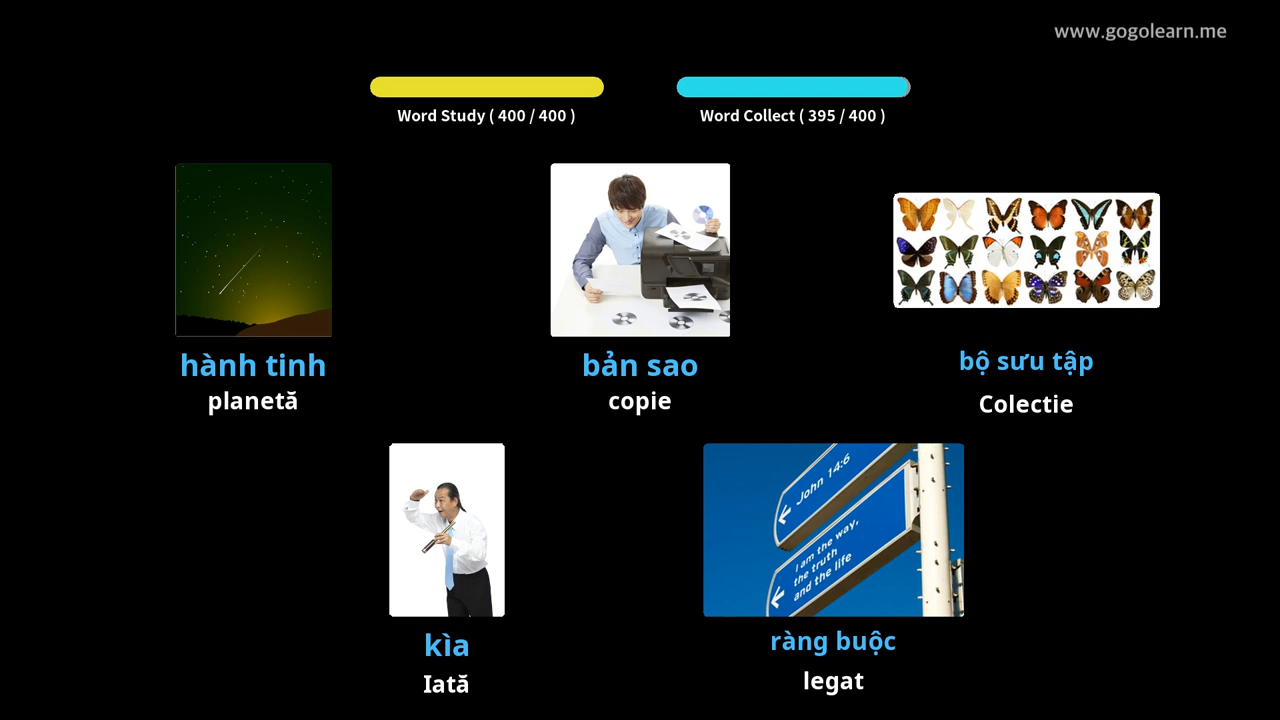 www.gogolearn.me
Word Study ( 400 / 400 )
Word Collect ( 395 / 400 )
hành tinh
planetă
bản sao
copie
bộ sưu tập
Colectie
John 14:6
I am the way,
the truth
and the life
kìa
Iată
ràng buộc
legat